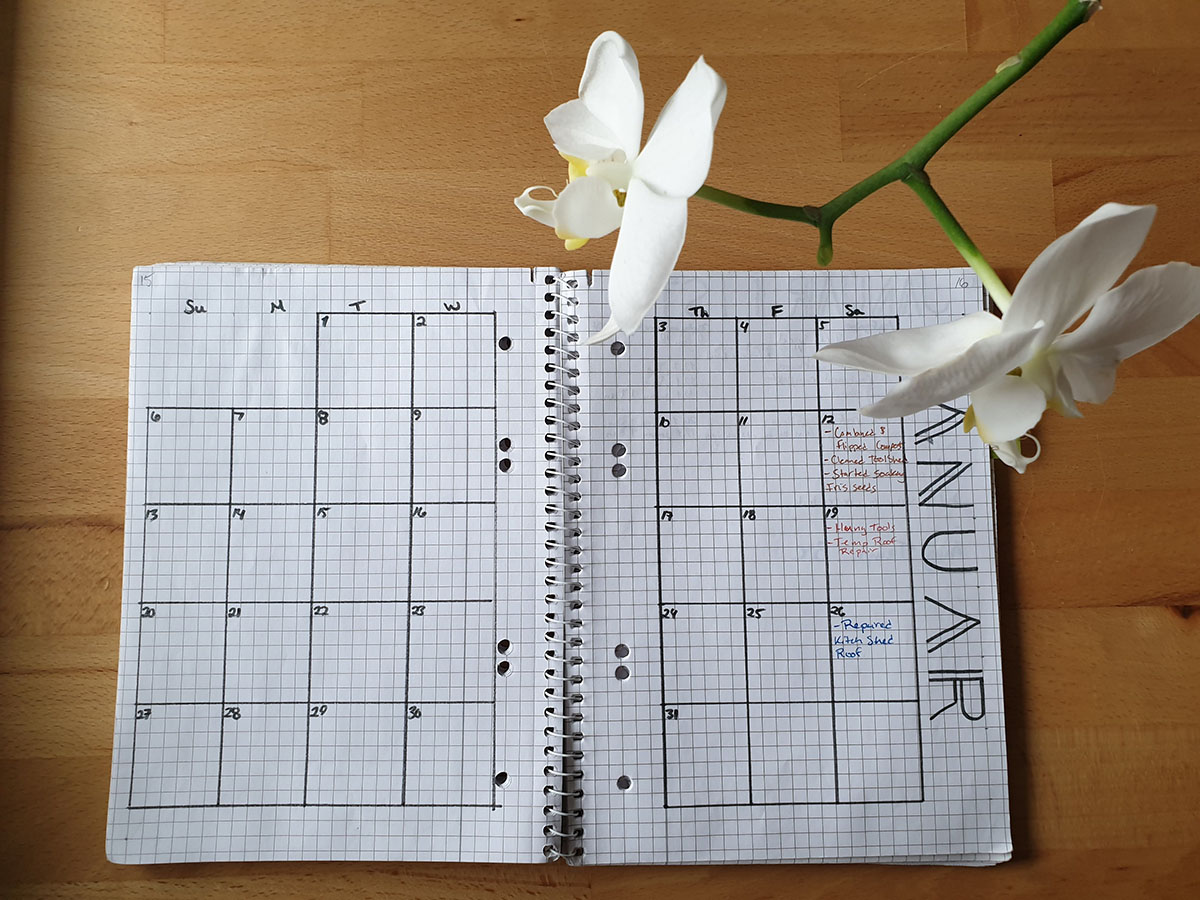 15
16
Su M T W Th F Sa
1 2 3 4 5
6 7 8 9 10 11 12
- Combined &
Flipped Compost
- Cleaned Toolshed
- Started soaking
Iris seeds
13 14 15 16 17 18 19
- Hung Tools
- Temp Roof
Repair
20 21 22 23 24 25 26
- Repaired
Kitch Shed
Roof
27 28 29 30 31
ANUAR